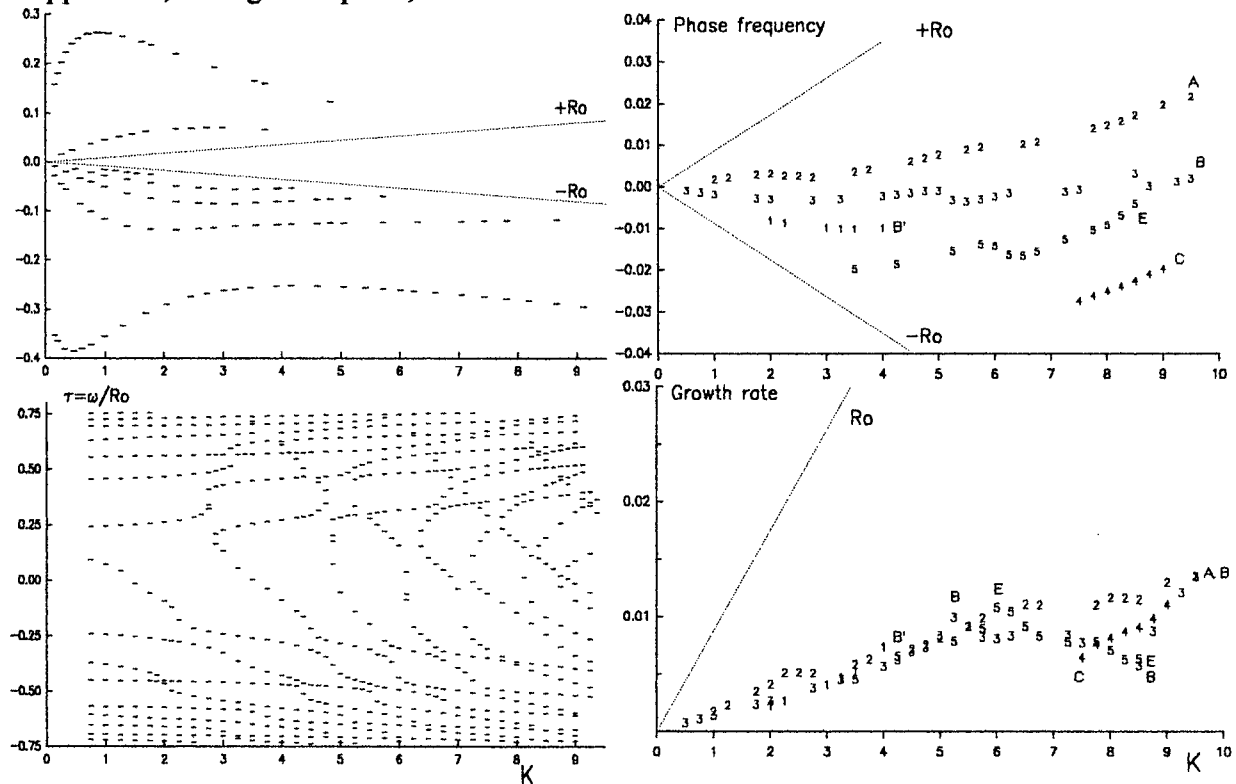 0.3
0.2
0.1
0.0
−0.1
−0.2
−0.3
−0.4
+Ro
−Ro
0 1 2 3 4 5 6 7 8 9
Phase frequency
0.04
0.03
0.02
0.01
0.00
−0.01
−0.02
−0.03
−0.04
+Ro
−Ro
A
B
B'
E
C
0 1 2 3 4 5 6 7 8 9 10
τ=ω/Ro
0.75
0.50
0.25
0.00
−0.25
−0.50
−0.75
0 1 2 3 4 5 6 7 8 9
K
Growth rate
0.03
0.02
0.01
Ro
B'
B
E
A,B
C
E
B
0 1 2 3 4 5 6 7 8 9 10
K